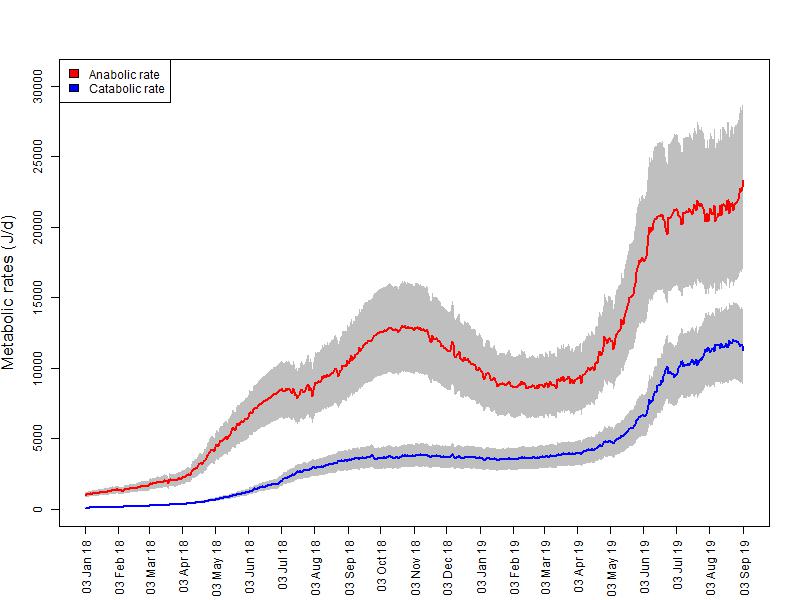 Anabolic rate
Catabolic rate
Metabolic rates (J/d)
30000
25000
20000
15000
10000
5000
0
03 Jan 18
03 Feb 18
03 Mar 18
03 Apr 18
03 May 18
03 Jun 18
03 Jul 18
03 Aug 18
03 Sep 18
03 Oct 18
03 Nov 18
03 Dec 18
03 Jan 19
03 Feb 19
03 Mar 19
03 Apr 19
03 May 19
03 Jun 19
03 Jul 19
03 Aug 19
03 Sep 19